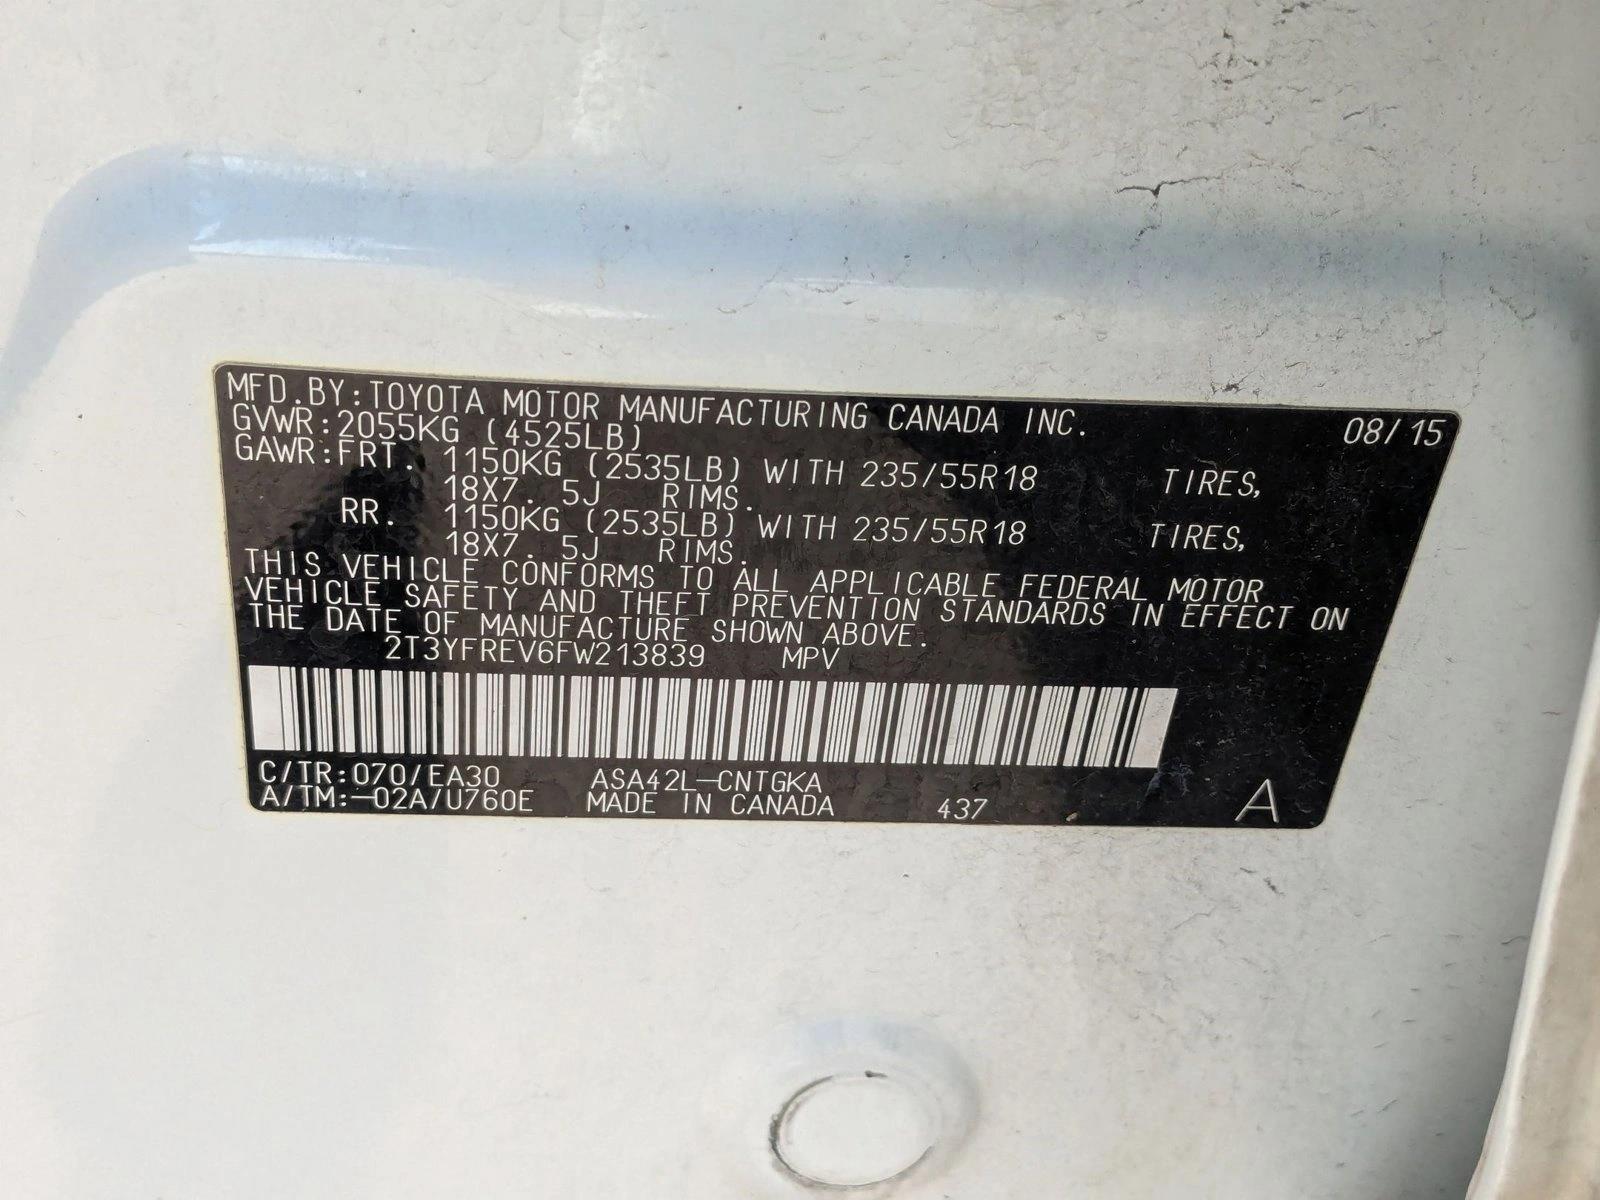 MFD.BY:TOYOTA MOTOR MANUFACTURING CANADA INC. 08/15
GVWR:2055KG (4525LB)
GAWR:FRT. 1150KG (2535LB) WITH 235/55R18 TIRES,
18X7.5J RIMS.
RR. 1150KG (2535LB) WITH 235/55R18 TIRES,
18X7.5J RIMS.
THIS VEHICLE CONFORMS TO ALL APPLICABLE FEDERAL MOTOR
VEHICLE SAFETY AND THEFT PREVENTION STANDARDS IN EFFECT ON
THE DATE OF MANUFACTURE SHOWN ABOVE.
2T3YFREV6FW213839 MPV
C/TR:070/EA30 ASA42L-CNTGKA
A/TM:-02A/U760E MADE IN CANADA 437 A